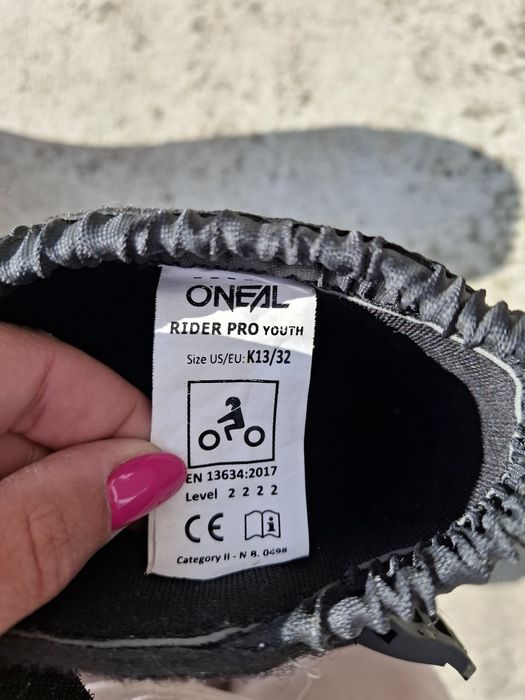 ONEAL
RIDER PRO YOUTH
Size US/EU: K13/32
EN 13634:2017
Level 2 2 2 2
CE i
Category II - N B. 0498